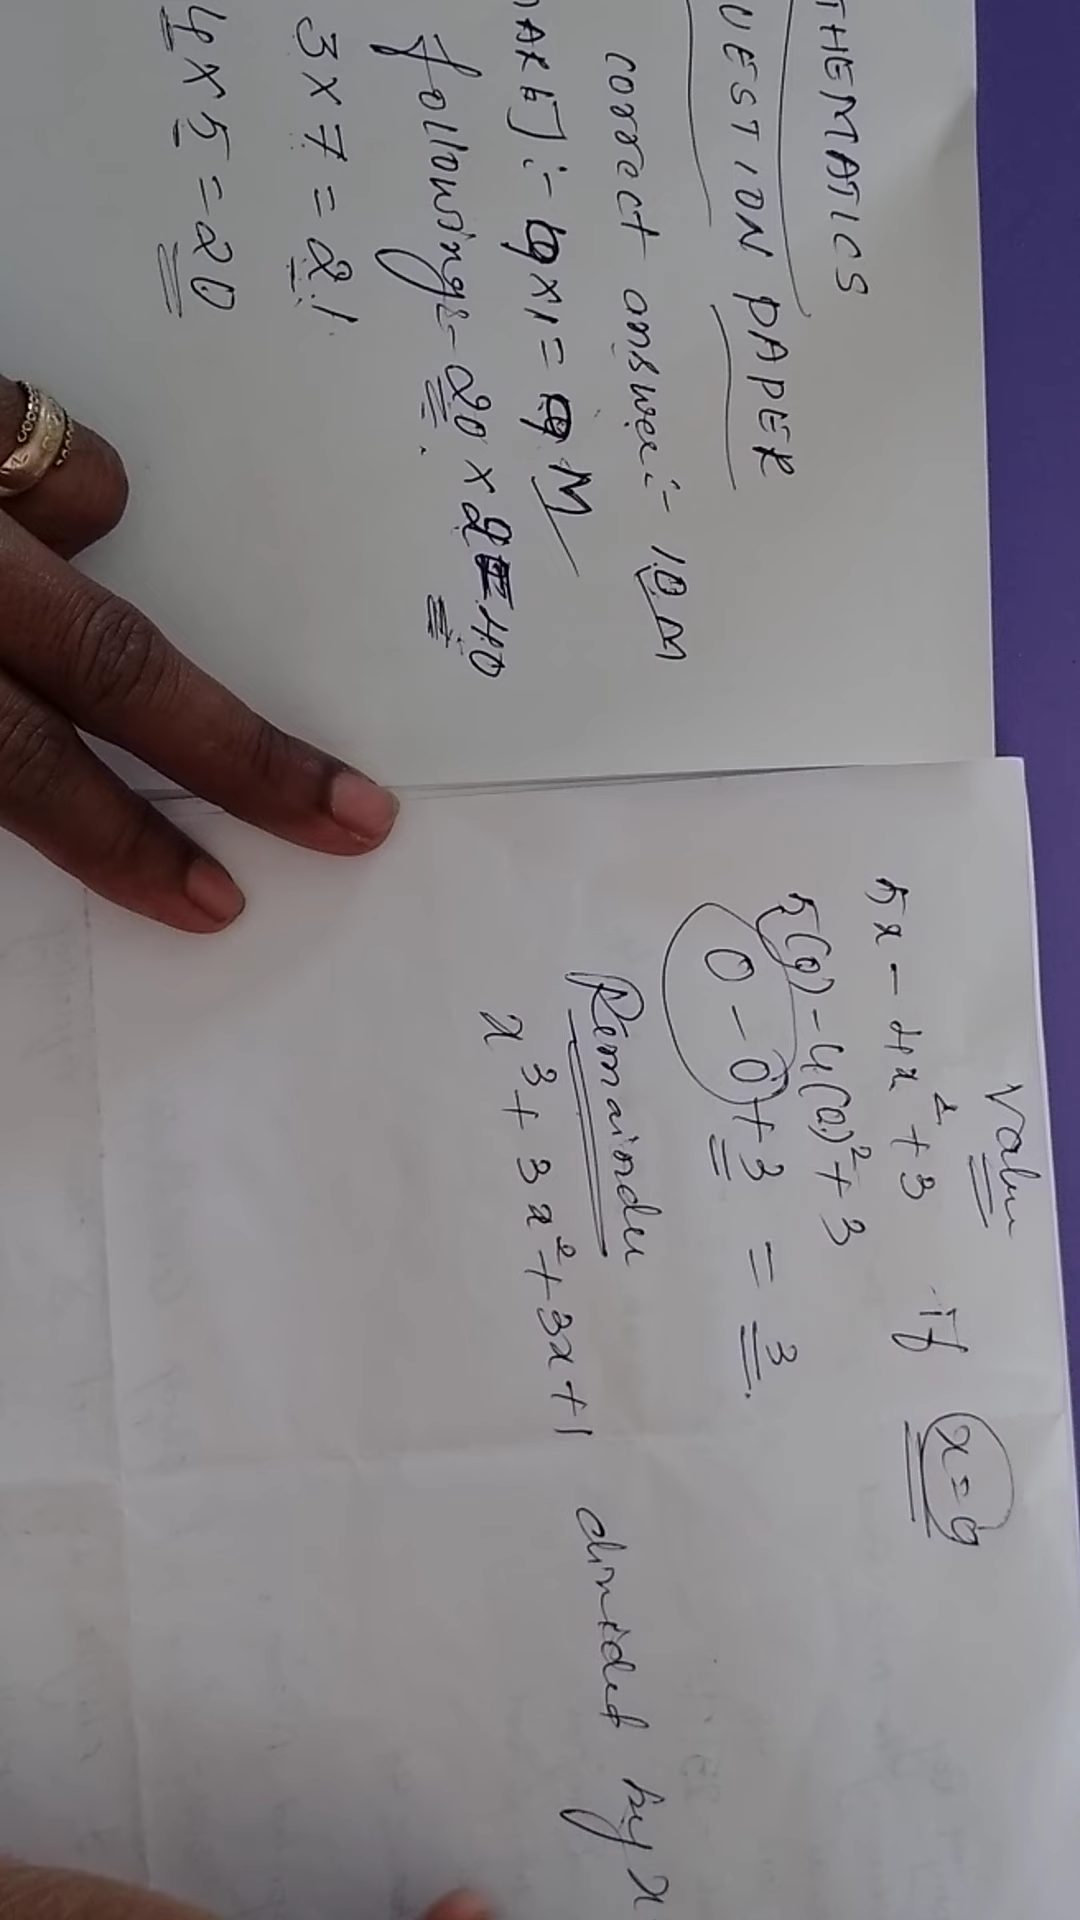 THEMATICS
UESTION PAPER
correct answer:- 10M
following:- 20 x 2 = 40
3 x 7 = 21
4 x 5 = 20
Value
5x - 4x² + 3 if x=0
5(0) - 4(0)² + 3
0 - 0 + 3 = 3.
Remainder
x³ + 3x² + 3x + 1 divided by x